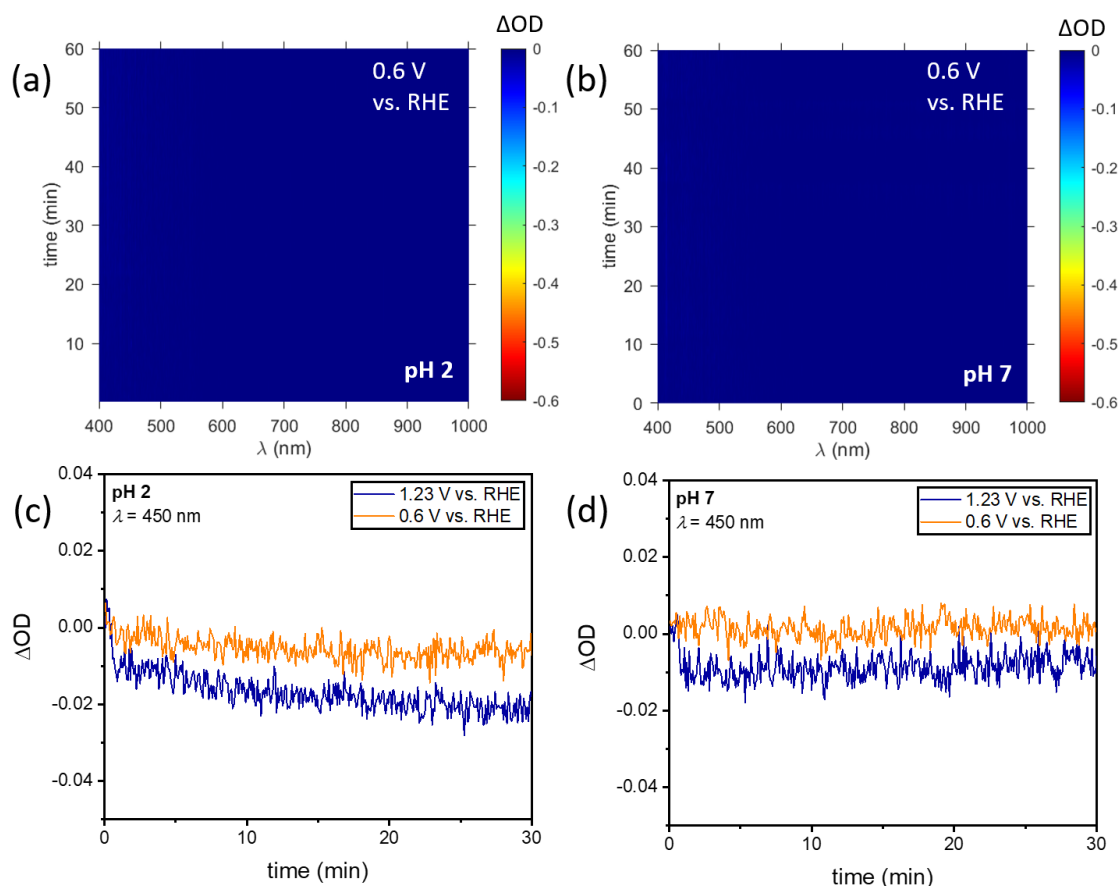 (a)
ΔOD
0.6 V
vs. RHE
pH 2
time (min)
60
50
40
30
20
10
400 500 600 700 800 900 1000
λ (nm)
0
-0.1
-0.2
-0.3
-0.4
-0.5
-0.6
(b)
ΔOD
0.6 V
vs. RHE
pH 7
time (min)
60
50
40
30
20
10
0
400 500 600 700 800 900 1000
λ (nm)
0
-0.1
-0.2
-0.3
-0.4
-0.5
-0.6
(c)
pH 2
λ = 450 nm
1.23 V vs. RHE
0.6 V vs. RHE
ΔOD
0.04
0.02
0.00
-0.02
-0.04
0 10 20 30
time (min)
(d)
pH 7
λ = 450 nm
1.23 V vs. RHE
0.6 V vs. RHE
ΔOD
0.04
0.02
0.00
-0.02
-0.04
0 10 20 30
time (min)